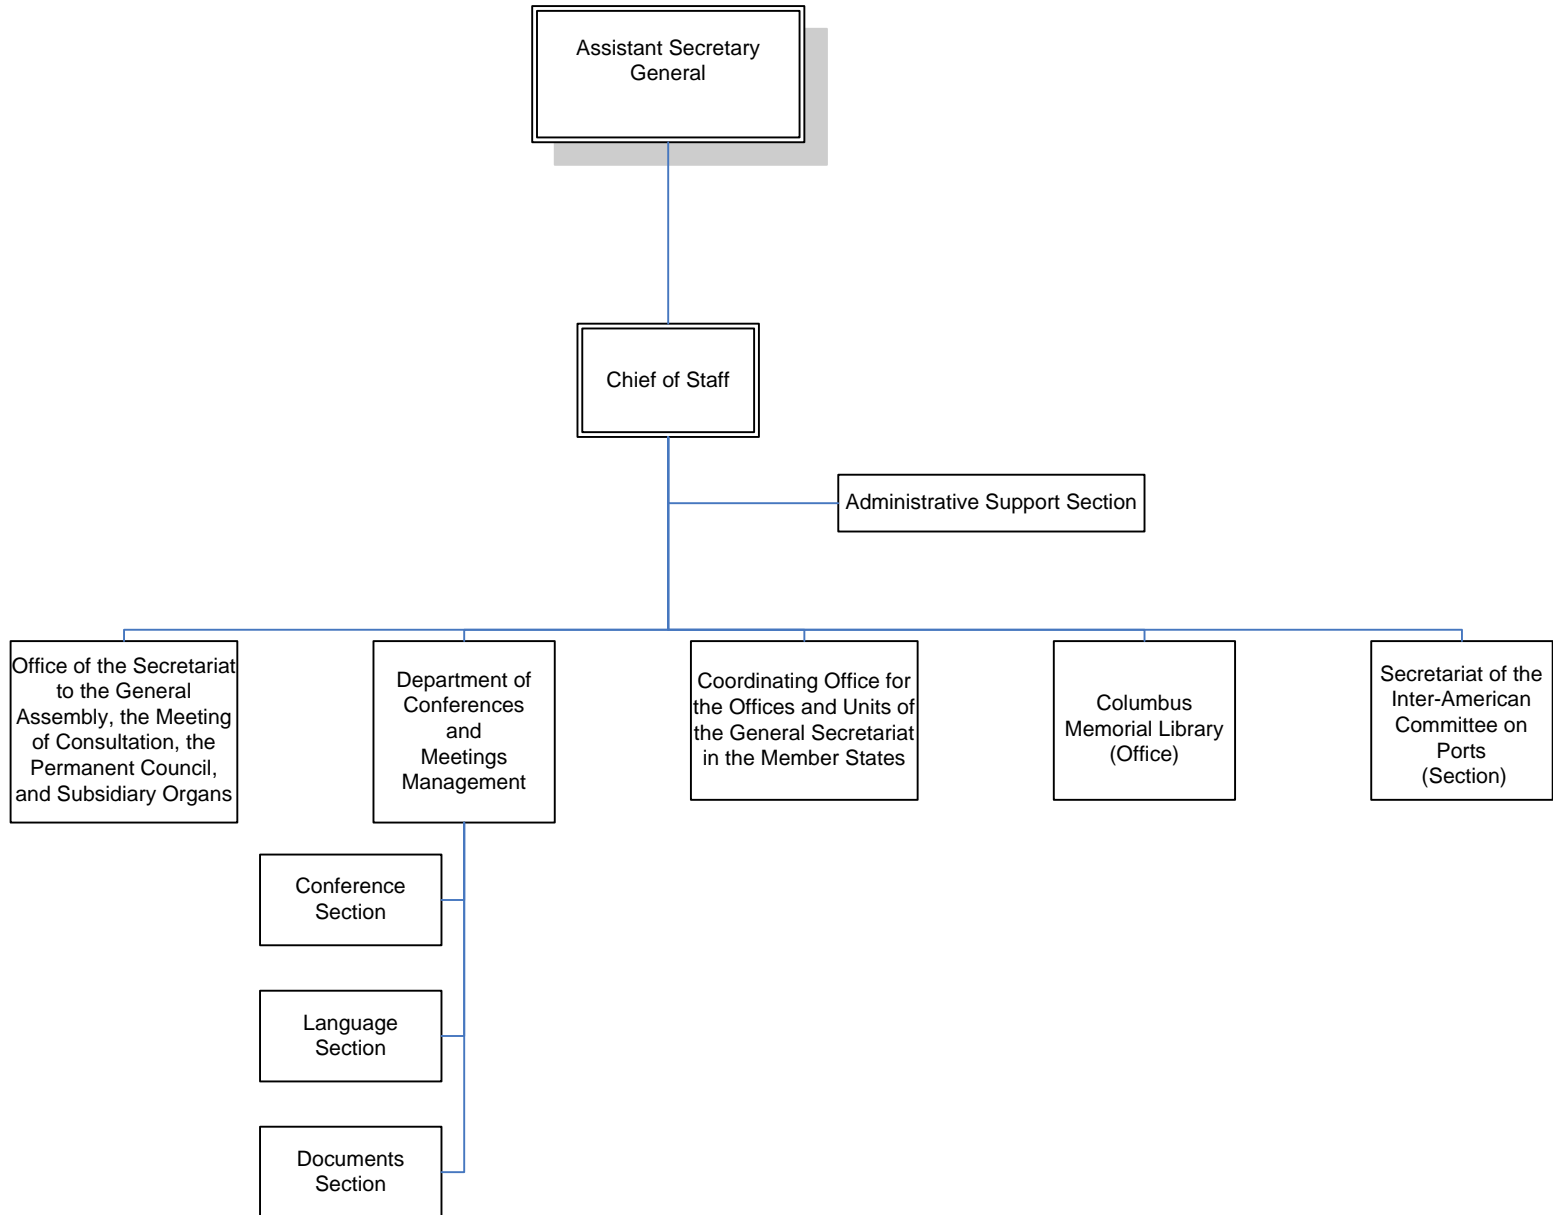 Assistant Secretary
General
Chief of Staff
Administrative Support Section
Office of the Secretariat
to the General
Assembly, the Meeting
of Consultation, the
Permanent Council,
and Subsidiary Organs
Department of
Conferences
and
Meetings
Management
Coordinating Office for
the Offices and Units of
the General Secretariat
in the Member States
Columbus
Memorial Library
(Office)
Secretariat of the
Inter-American
Committee on
Ports
(Section)
Conference
Section
Language
Section
Documents
Section